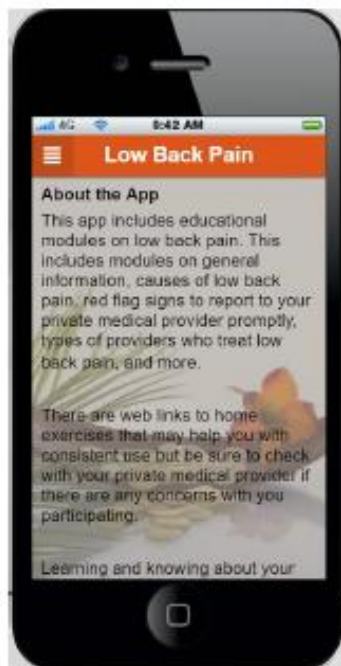 4G 9:42 AM
Low Back Pain
About the App
This app includes educational
modules on low back pain. This
includes modules on general
information, causes of low back
pain, red flag signs to report to your
private medical provider promptly,
types of providers who treat low
back pain, and more.
There are web links to home
exercises that may help you with
consistent use but be sure to check
with your private medical provider if
there are any concerns with you
participating.
Learning and knowing about your